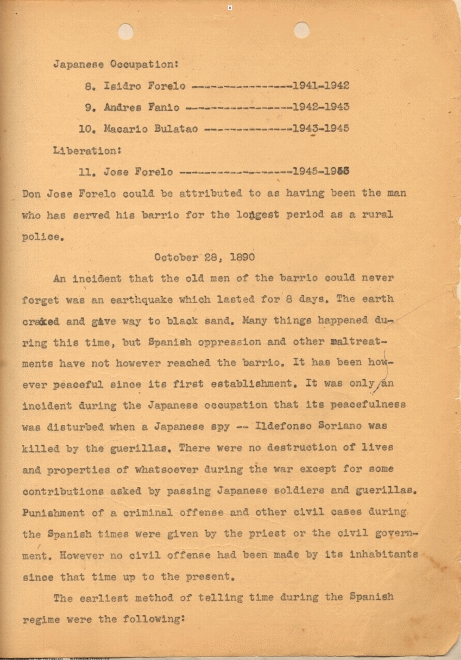 Japanese Occupation:
8. Isidro Forelo ----------------1941-1942
9. Andres Fanio -----------------1942-1943
10. Macario Bulatao --------------1943-1945
Liberation:
11. Jose Forelo ------------------1945-1953
Don Jose Forelo could be attributed to as having been the man
who has served his barrio for the longest period as a rural
police.
October 28, 1890
An incident that the old men of the barrio could never
forget was an earthquake which lasted for 8 days. The earth
craked and gave way to black sand. Many things happened du-
ring this time, but Spanish oppression and other maltreat-
ments have not however reached the barrio. It has been how-
ever peaceful since its first establishment. It was only an
incident during the Japanese occupation that its peacefulness
was disturbed when a Japanese spy -- Ildefonso Soriano was
killed by the guerillas. There were no destruction of lives
and properties of whatsoever during the war except for some
contributions asked by passing Japanese soldiers and guerillas.
Punishment of a criminal offense and other civil cases during
the Spanish times were given by the priest or the civil govern-
ment. However no civil offense had been made by its inhabitants
since that time up to the present.
The earliest method of telling time during the Spanish
regime were the following: